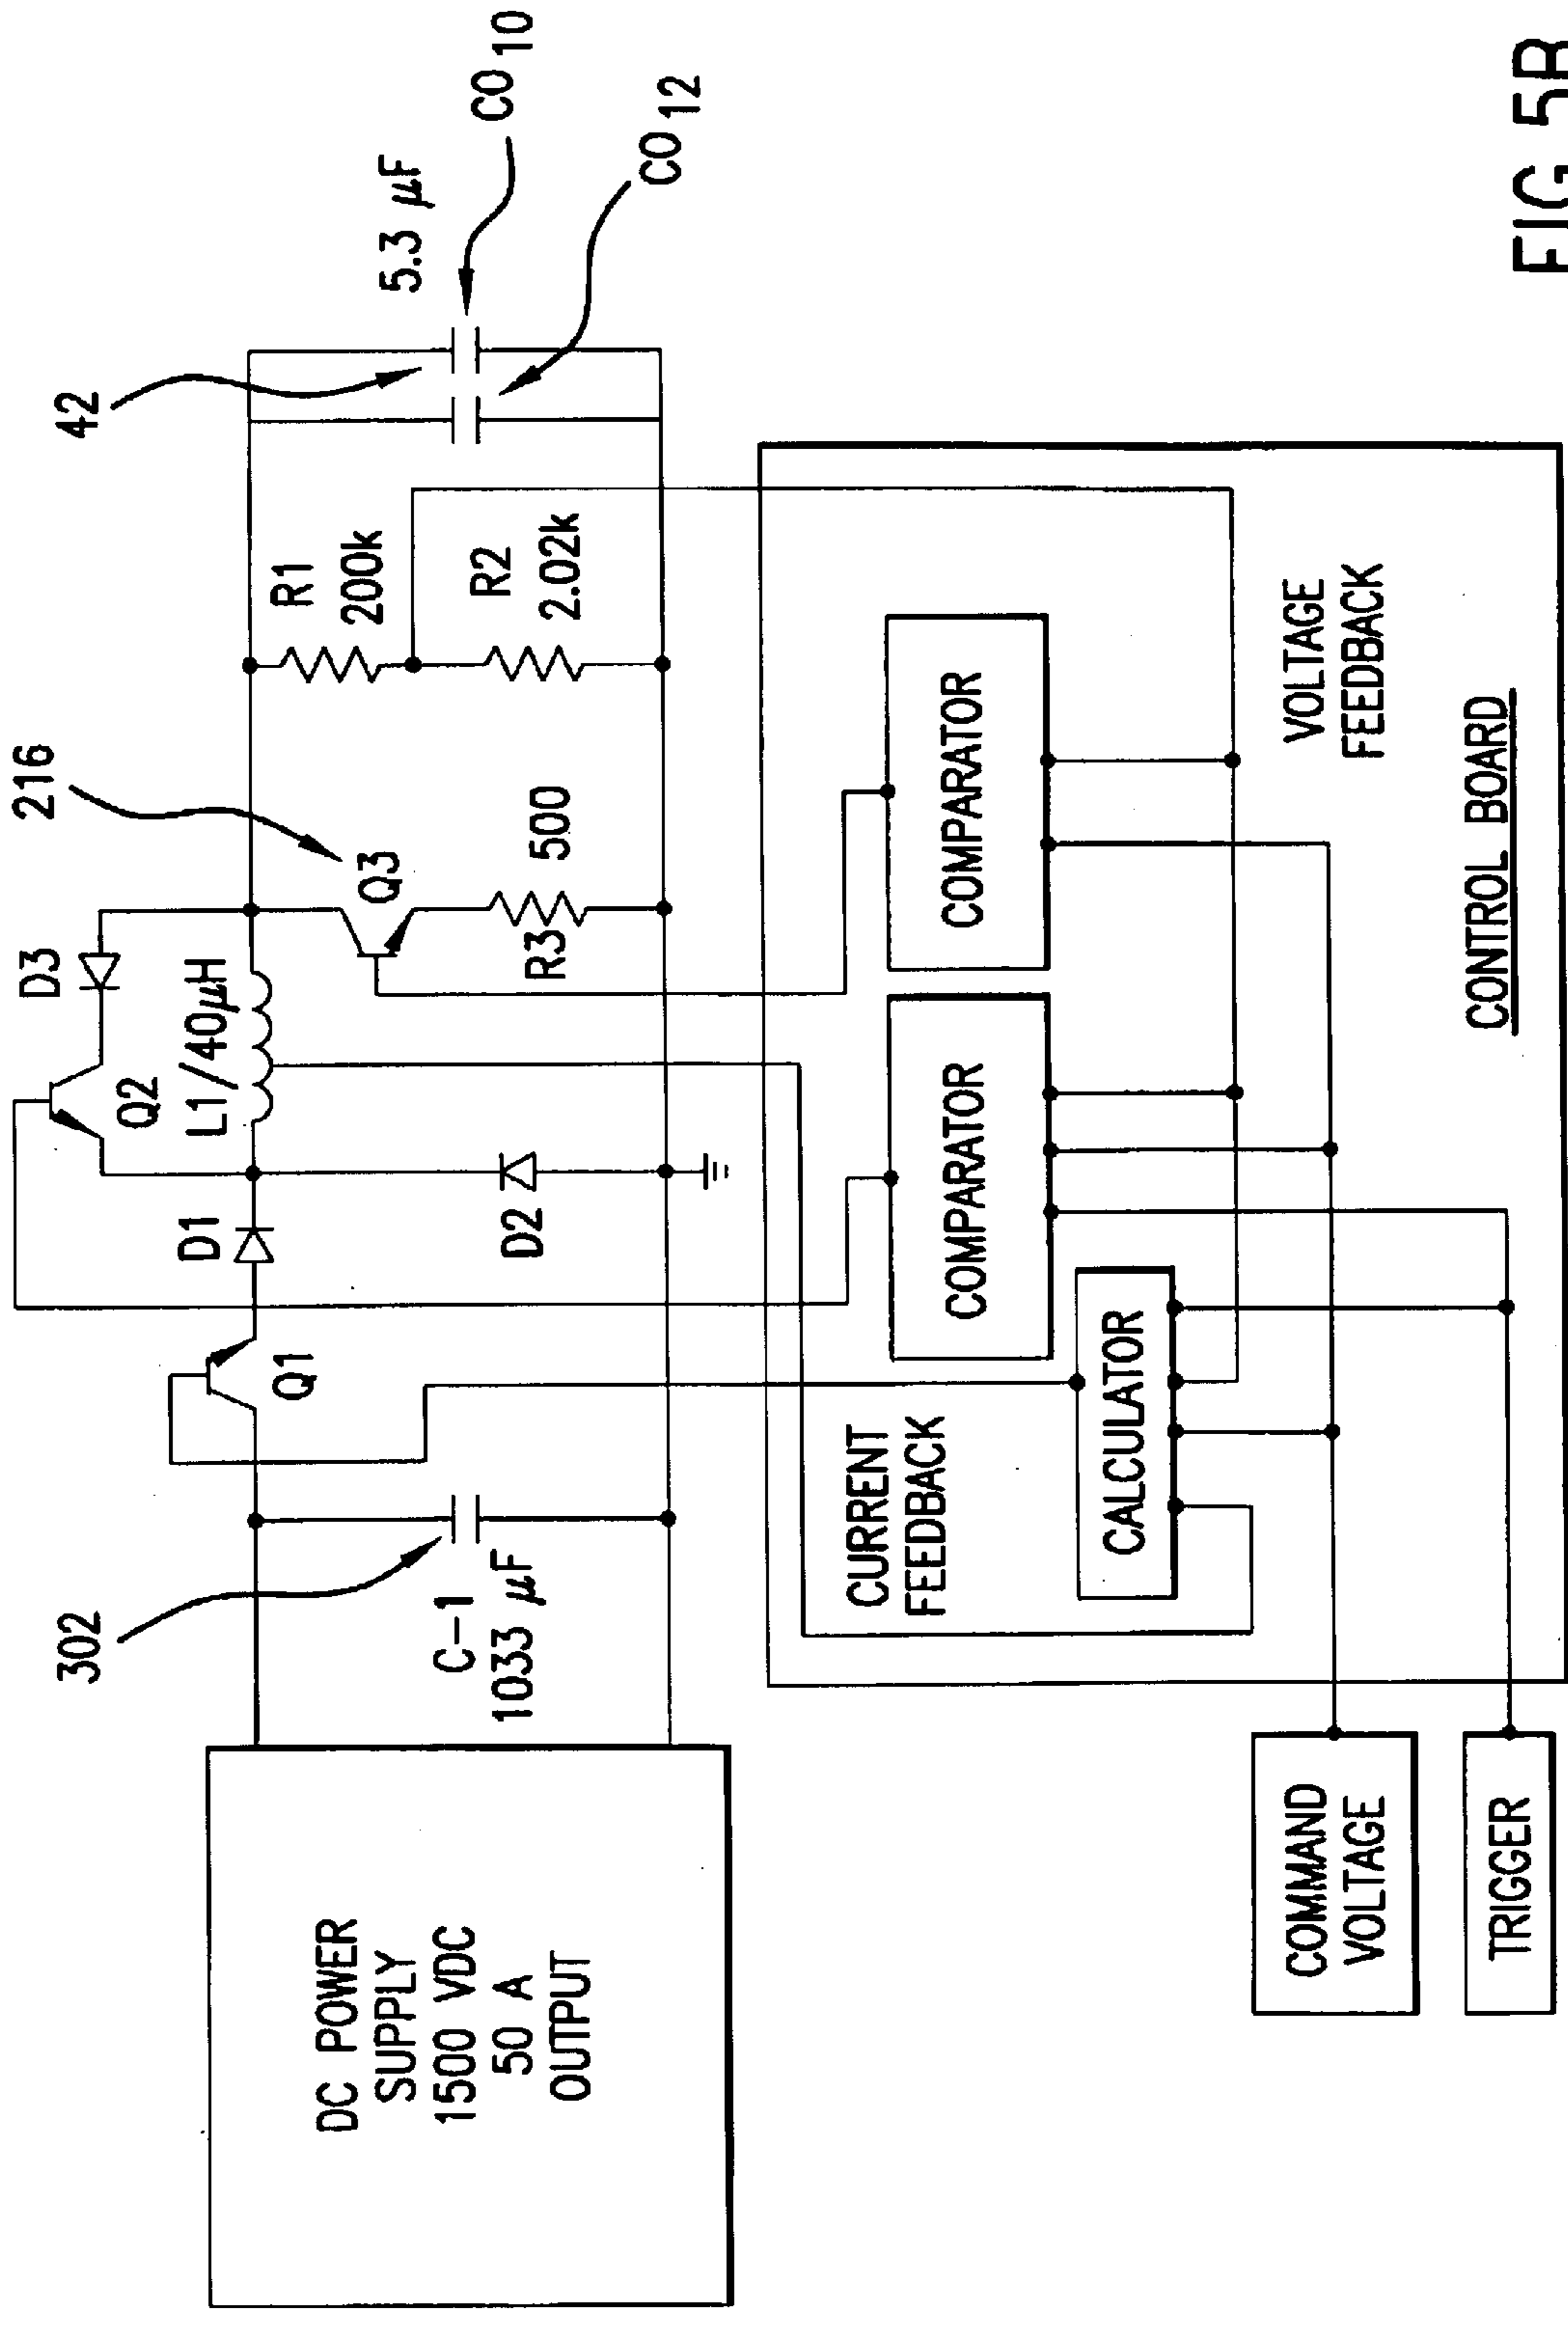 DC POWER
SUPPLY
1500 VDC
50 A
OUTPUT
302
C-1
1033 µF
Q1
D1
D2
Q2
L1/40µH
D3
216
Q3
R3
500
R1
200k
R2
2.02k
42
5.3 µF
CO 10
CO 12
CURRENT
FEEDBACK
CALCULATOR
COMPARATOR
COMPARATOR
VOLTAGE
FEEDBACK
CONTROL BOARD
COMMAND
VOLTAGE
TRIGGER
FIG.5B